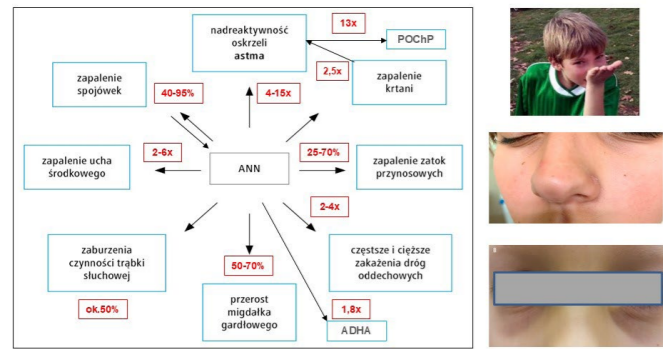 13x
nadreaktywność
oskrzeli
astma
POChP
2,5x
zapalenie
spojówek
40-95%
4-15x
zapalenie
krtani
2-6x
25-70%
zapalenie ucha
środkowego
ANN
zapalenie zatok
przynosowych
2-4x
zaburzenia
czynności trąbki
słuchowej
50-70%
częstsze i cięższe
zakażenia dróg
oddechowych
ok.50%
przerost
migdałka
gardłowego
1,8x
ADHA